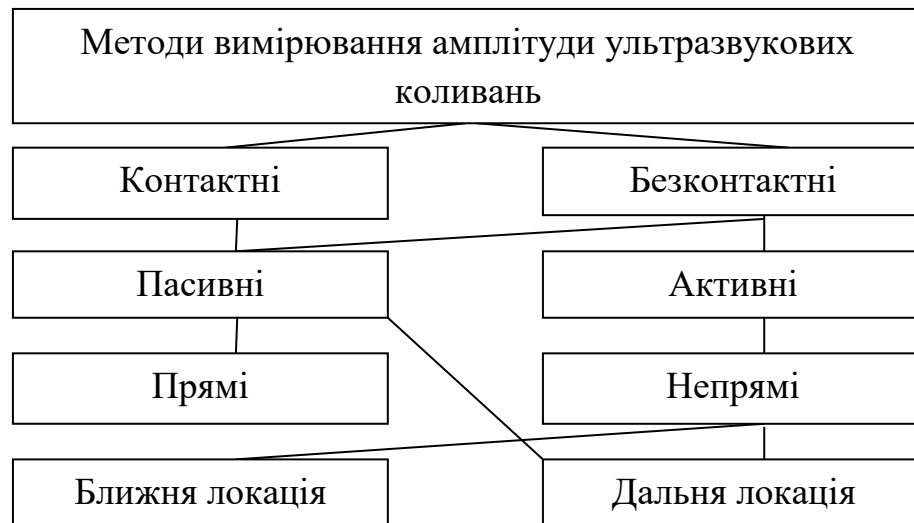 Методи вимірювання амплітуди ультразвукових
коливань
Контактні
Безконтактні
Пасивні
Активні
Прямі
Непрямі
Ближня локація
Дальня локація